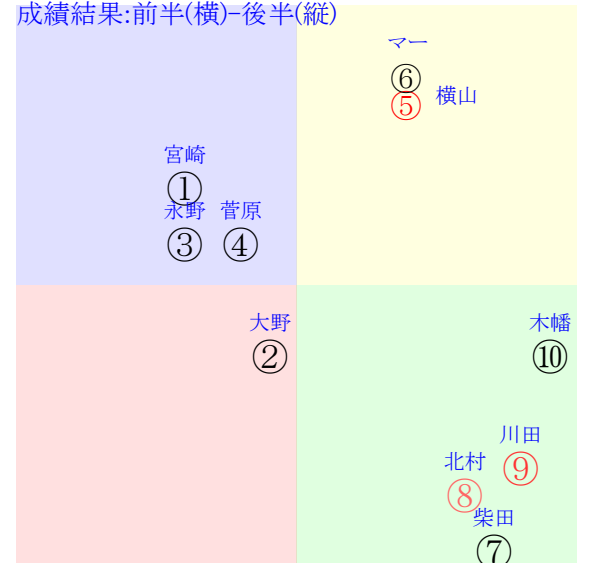 成績結果:前半(横)-後半(縦)
マー
⑥
⑤ 横山
宮崎
①
永野 菅原
③ ④
大野 木幡
② ⑩
川田
北村 ⑨
⑧
柴田
⑦